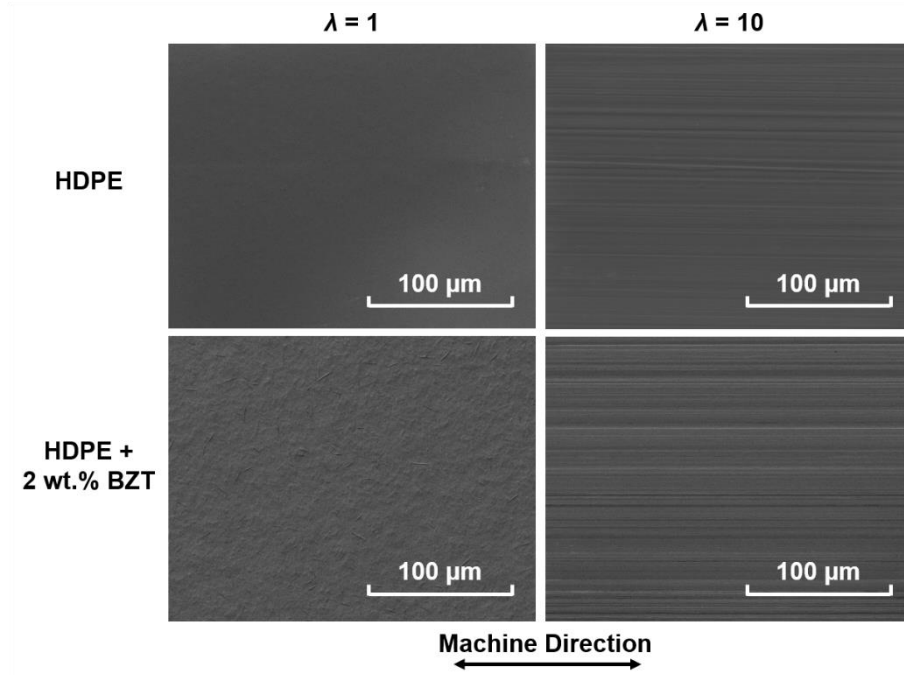 λ = 1
λ = 10
HDPE
100 µm
100 µm
HDPE +
2 wt.% BZT
100 µm
100 µm
Machine Direction